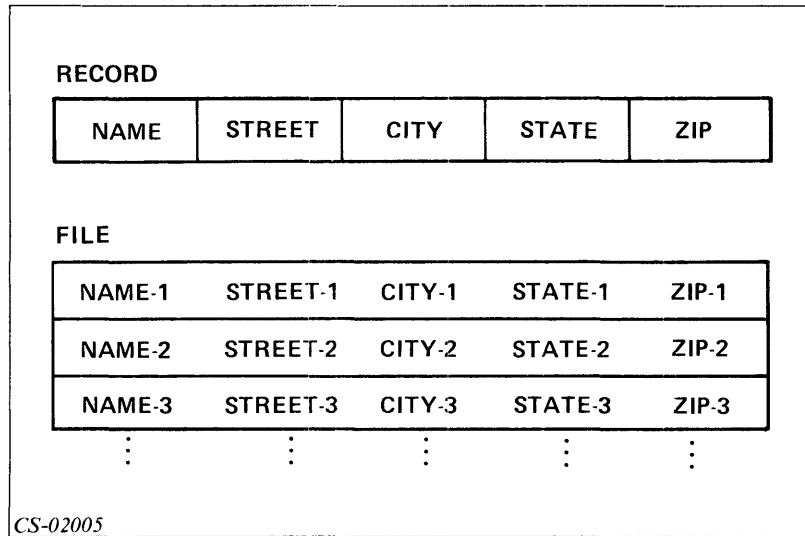 RECORD
NAME STREET CITY STATE ZIP
FILE
NAME-1 STREET-1 CITY-1 STATE-1 ZIP-1
NAME-2 STREET-2 CITY-2 STATE-2 ZIP-2
NAME-3 STREET-3 CITY-3 STATE-3 ZIP-3
CS-02005